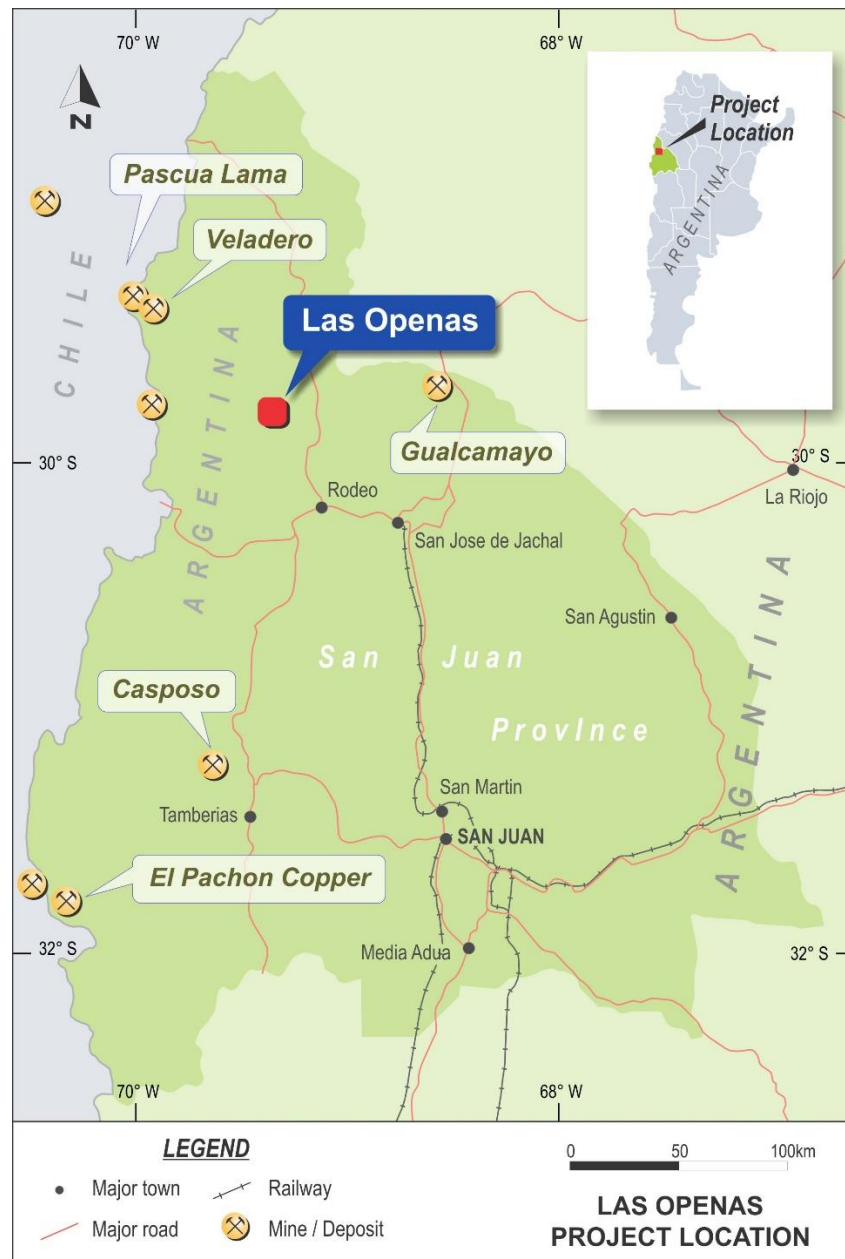 70° W
68° W
N
Project
Location
ARGENTINA
Pascua Lama
Veladero
CHILE
Las Openas
ARGENTINA
Gualcamayo
30° S
30° S
La Riojo
Rodeo
San Jose de Jachal
San Agustin
San Juan
Province
ARGENTINA
Casposo
San Martin
Tamberias
SAN JUAN
El Pachon Copper
Media Adua
32° S
32° S
70° W
68° W
LEGEND
Major town
Railway
Major road
Mine / Deposit
0 50 100km
LAS OPENAS
PROJECT LOCATION